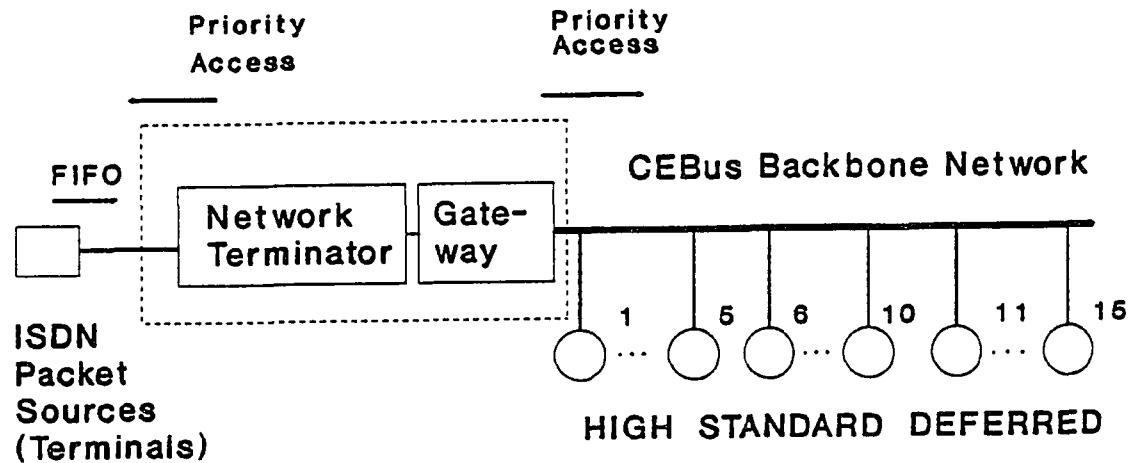 Priority
Access
Priority
Access
FIFO
CEBus Backbone Network
Network
Terminator
Gate-
way
1 5 6 10 11 15
... ... ...
ISDN
Packet
Sources
(Terminals)
HIGH STANDARD DEFERRED